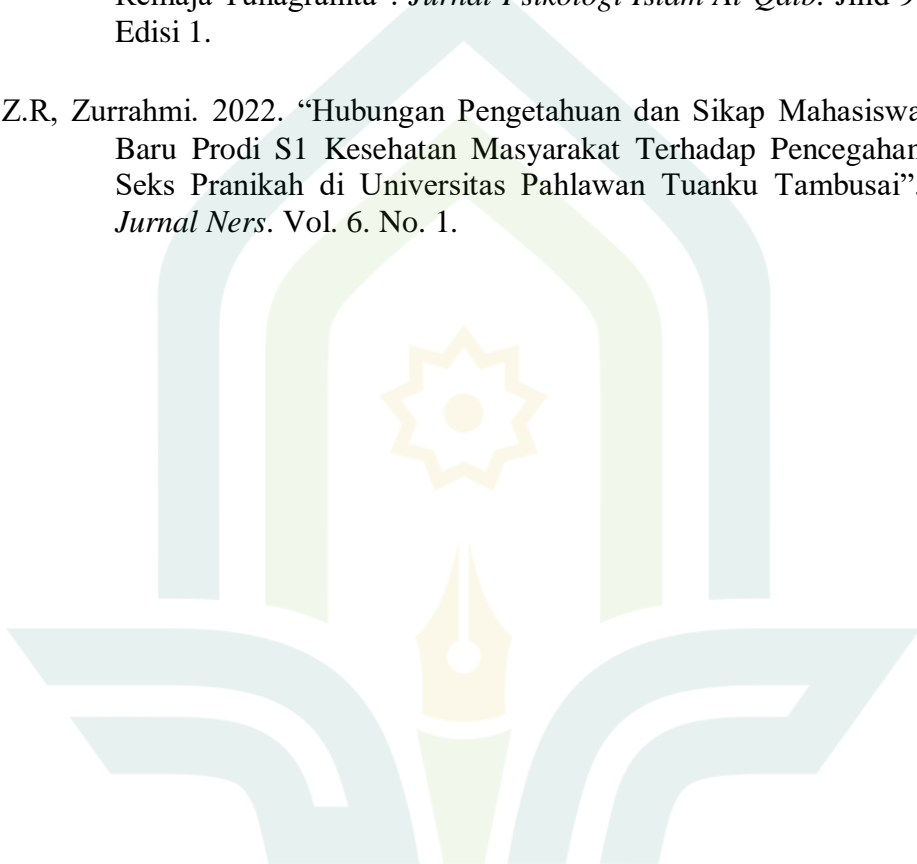 Remaja Tunagrahita". Jurnal Psikologi Islam Al-Qalb. Jilid 9
Edisi 1.
Z.R, Zurrahmi. 2022. “Hubungan Pengetahuan dan Sikap Mahasiswa
Baru Prodi S1 Kesehatan Masyarakat Terhadap Pencegahan
Seks Pranikah di Universitas Pahlawan Tuanku Tambusai”.
Jurnal Ners. Vol. 6. No. 1.